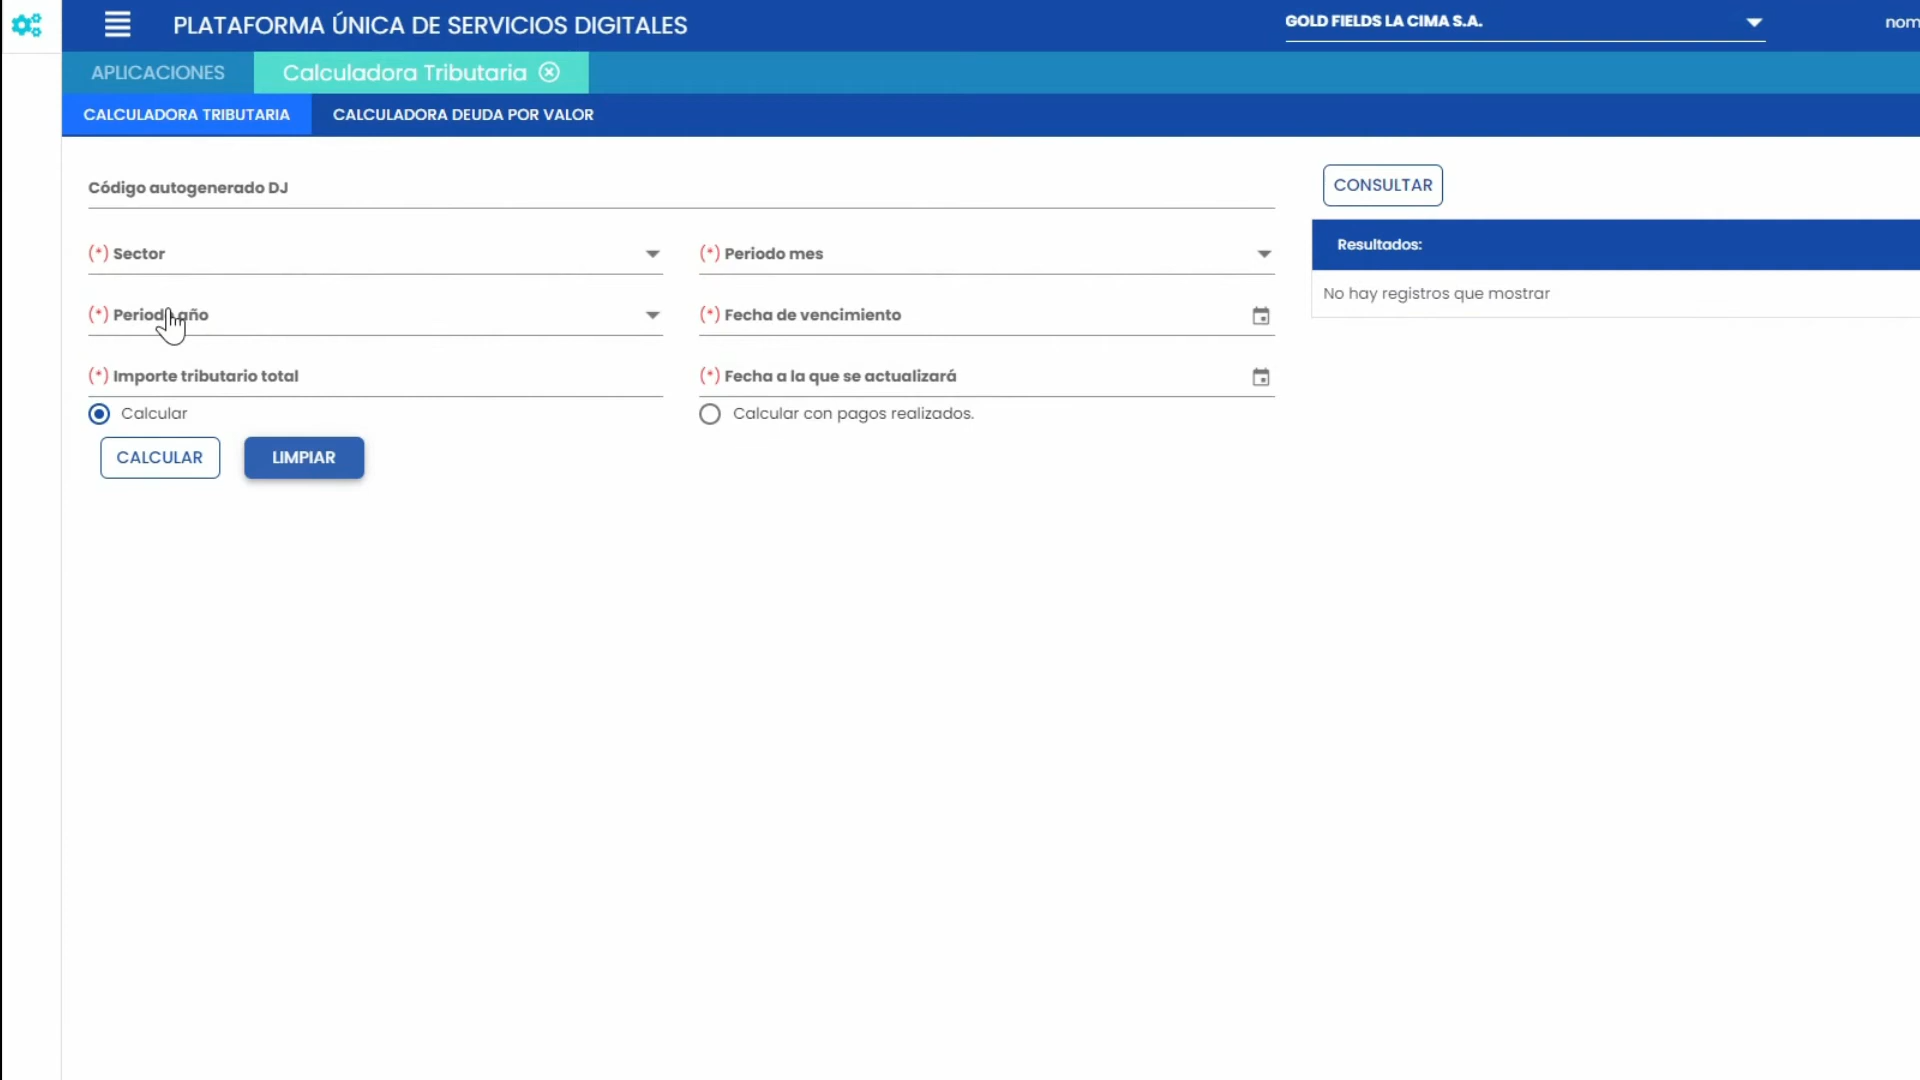 PLATAFORMA ÚNICA DE SERVICIOS DIGITALES
GOLD FIELDS LA CIMA S.A.
nom
APLICACIONES
Calculadora Tributaria
CALCULADORA TRIBUTARIA
CALCULADORA DEUDA POR VALOR
Código autogenerado DJ
CONSULTAR
(*) Sector
(*) Periodo mes
Resultados:
No hay registros que mostrar
(*) Periodo año
(*) Fecha de vencimiento
(*) Importe tributario total
(*) Fecha a la que se actualizará
Calcular
Calcular con pagos realizados.
CALCULAR
LIMPIAR